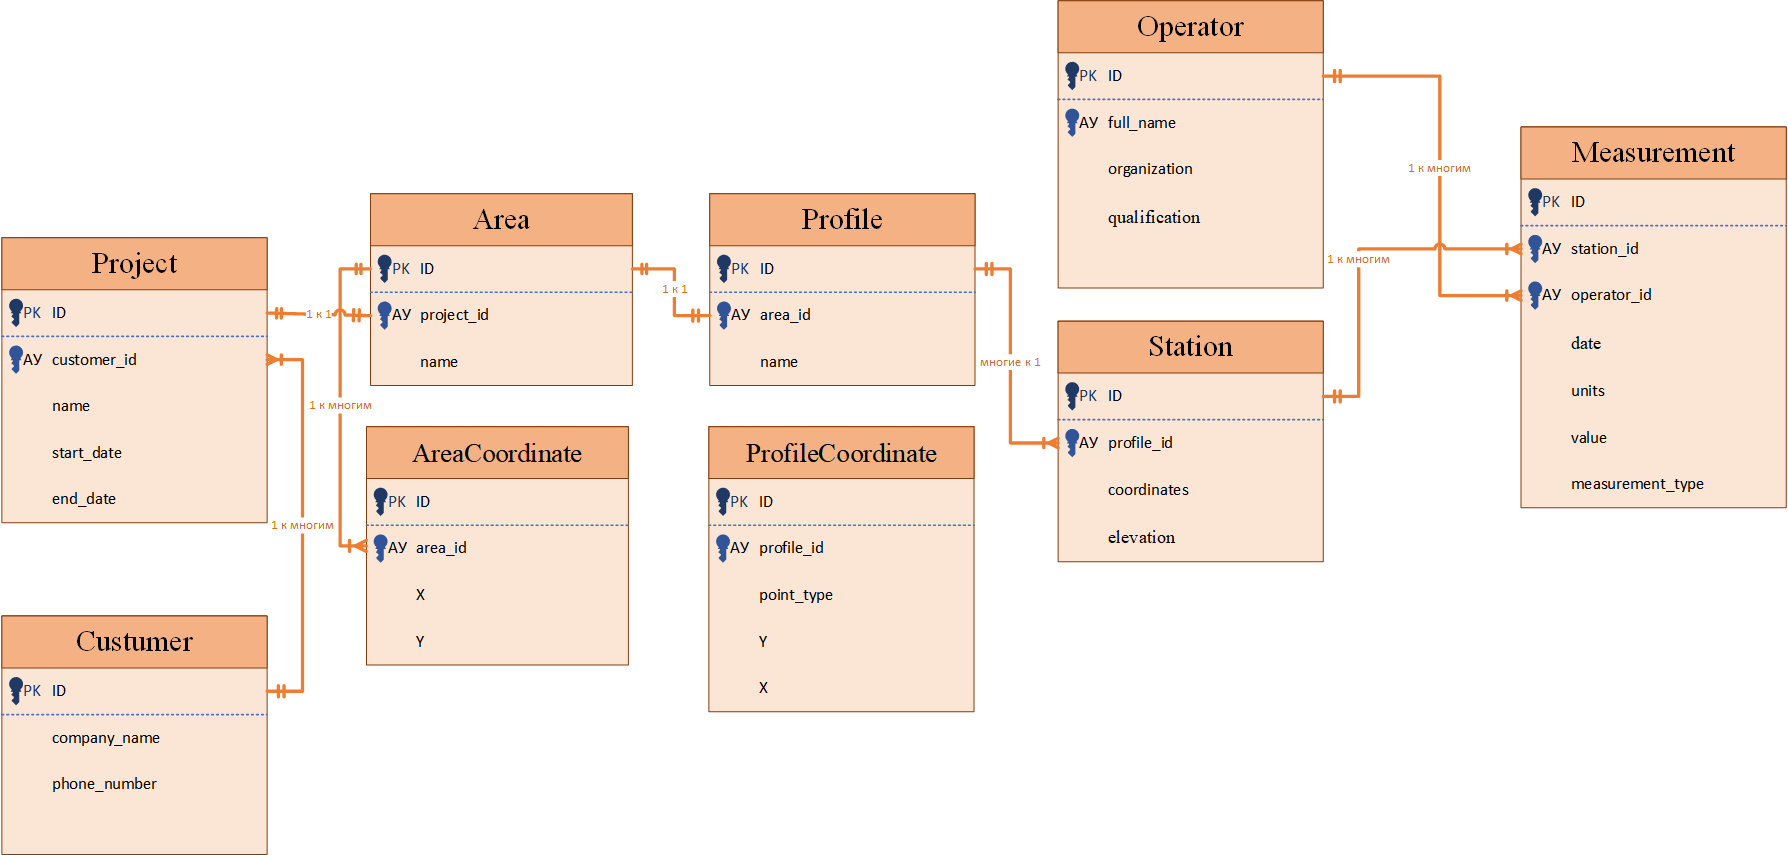 Project
PK ID
АУ customer_id
name
start_date
end_date
Custumer
PK ID
company_name
phone_number
1 к 1
1 к многим
1 к многим
Area
PK ID
АУ project_id
name
AreaCoordinate
PK ID
АУ area_id
X
Y
1 к 1
Profile
PK ID
АУ area_id
name
ProfileCoordinate
PK ID
АУ profile_id
point_type
Y
X
многие к 1
Operator
PK ID
АУ full_name
organization
qualification
Station
PK ID
АУ profile_id
coordinates
elevation
1 к многим
1 к многим
Measurement
PK ID
АУ station_id
АУ operator_id
date
units
value
measurement_type